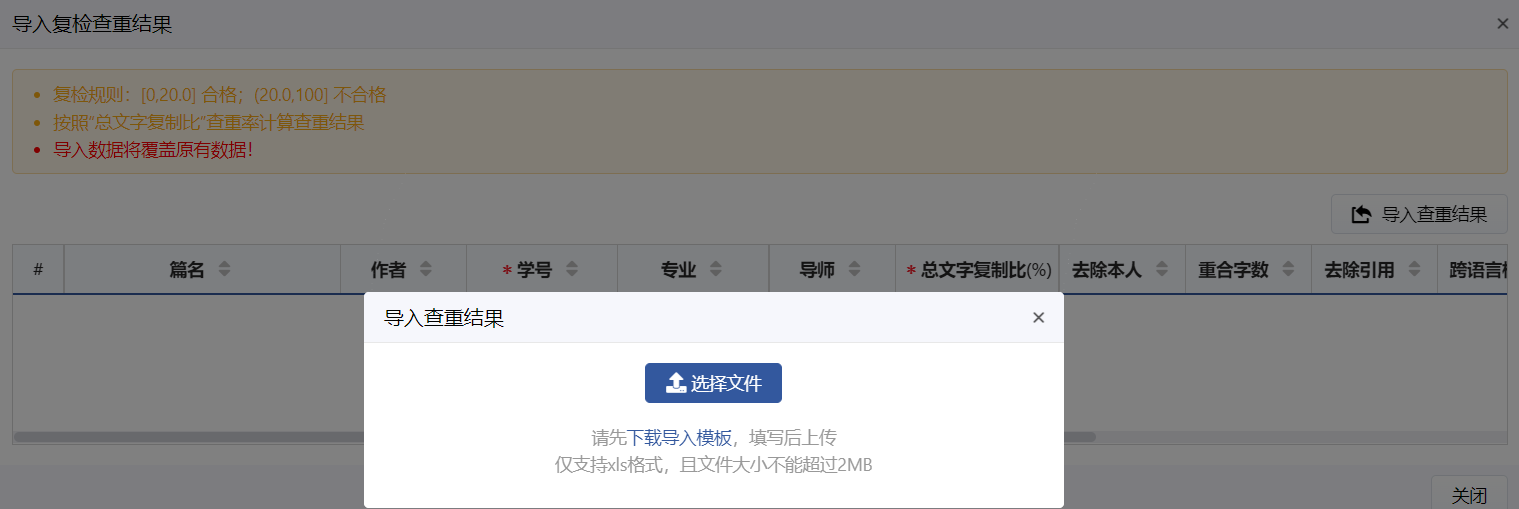 导入复检查重结果
复检规则：[0,20.0] 合格；(20.0,100] 不合格
按照“总文字复制比“查重率计算查重结果
导入数据将覆盖原有数据！
导入查重结果
# 篇名 作者 * 学号 专业 导师 * 总文字复制比(%) 去除本人 重合字数 去除引用 跨语言
导入查重结果
选择文件
请先下载导入模板，填写后上传
仅支持xls格式，且文件大小不能超过2MB
关闭